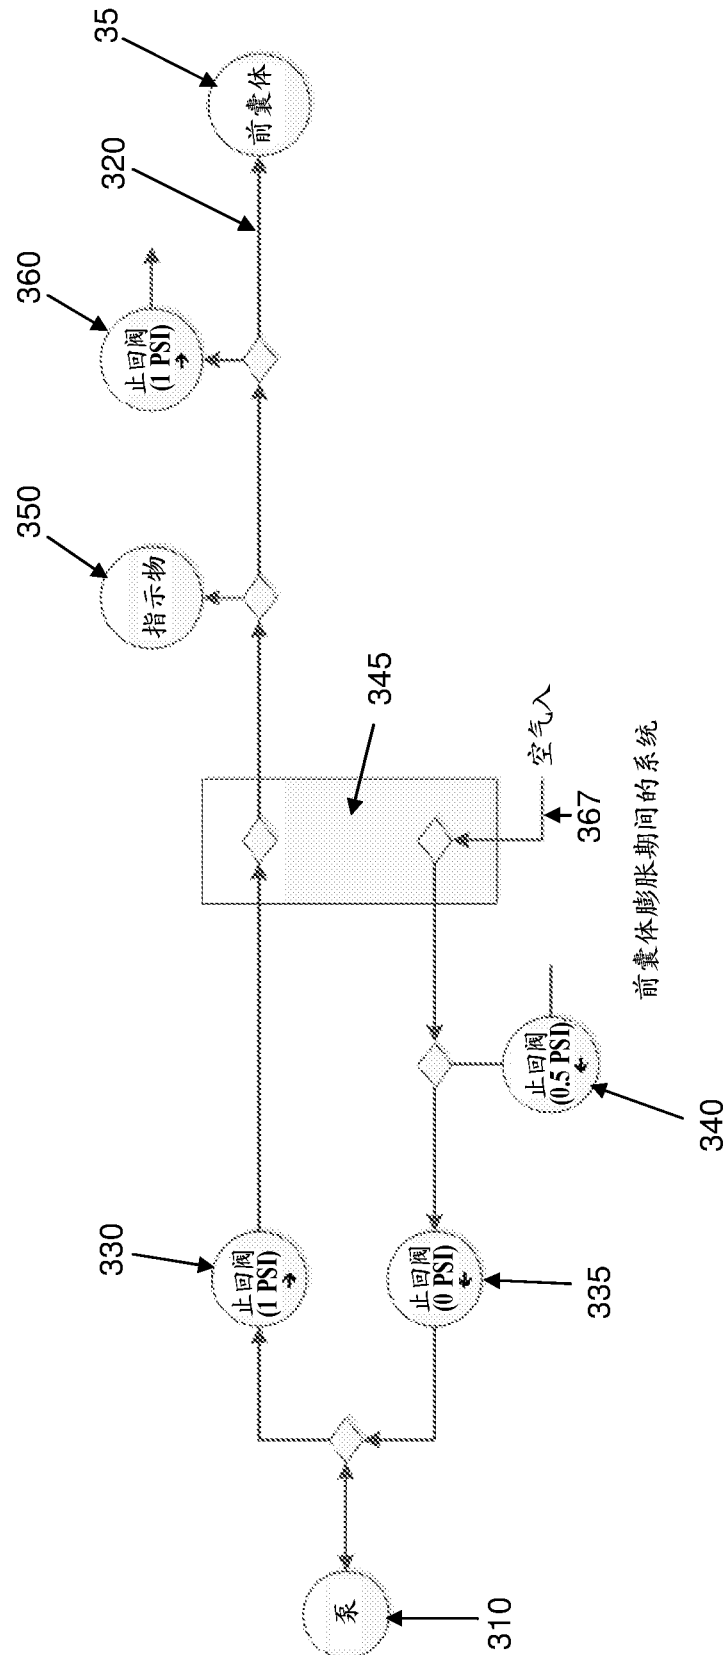 35
前囊体
320
360
止回阀
(1 PSI)
350
指示物
345
空气入
367
前囊体膨胀期间的系统
止回阀
(0.5 PSI)
340
330
止回阀
(1 PSI)
止回阀
(0 PSI)
335
泵
310